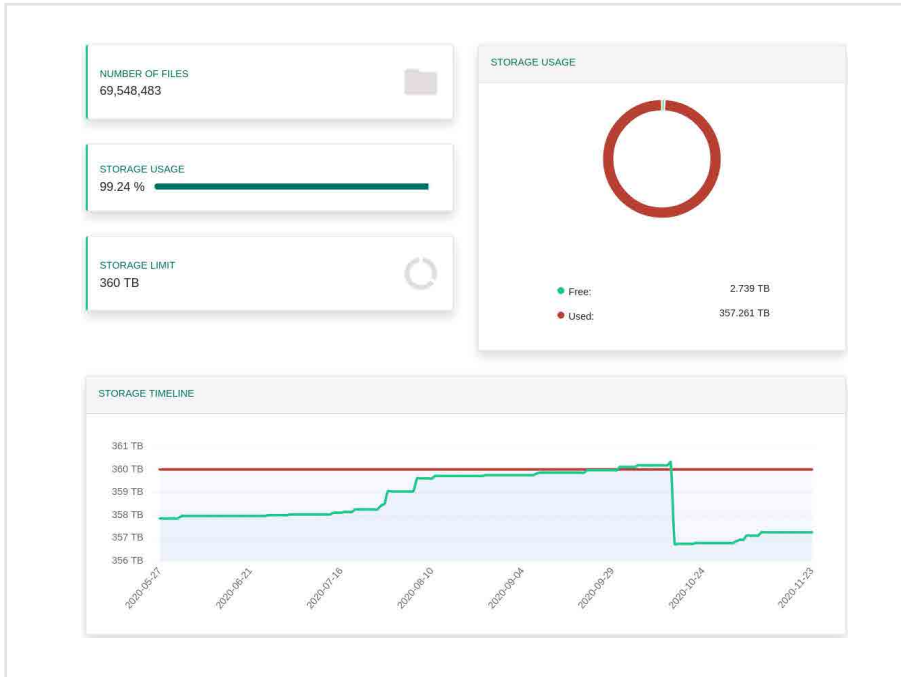 NUMBER OF FILES
69,548,483
STORAGE USAGE
99.24 %
STORAGE LIMIT
360 TB
STORAGE USAGE
Free: 2.739 TB
Used: 357.261 TB
STORAGE TIMELINE
361 TB
360 TB
359 TB
358 TB
357 TB
356 TB
2020-05-27 2020-06-21 2020-07-16 2020-08-10 2020-09-04 2020-09-29 2020-10-24 2020-11-23